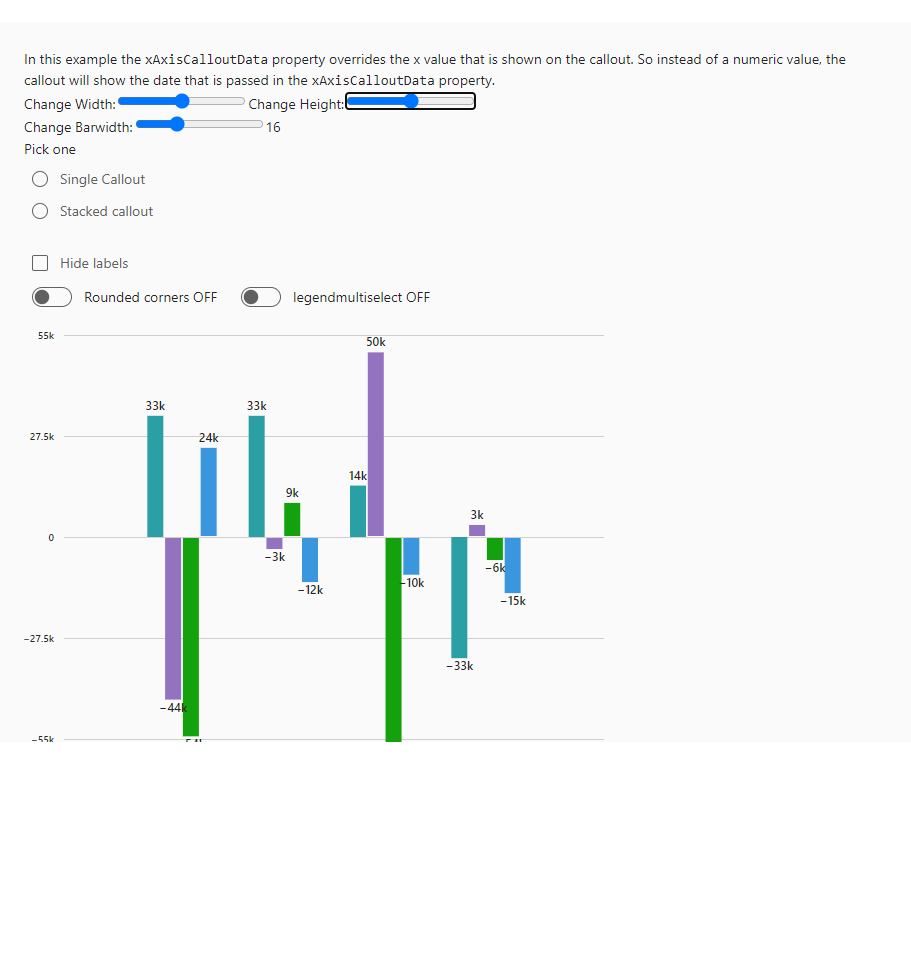 In this example the xAxisCalloutData property overrides the x value that is shown on the callout. So instead of a numeric value, the
callout will show the date that is passed in the xAxisCalloutData property.
Change Width: Change Height:
Change Barwidth: 16
Pick one
Single Callout
Stacked callout
Hide labels
Rounded corners OFF legendmultiselect OFF
55k
50k
33k 33k
27.5k 24k
14k
9k
3k
0
−3k
−6k
−10k
−12k
−15k
−27.5k
−33k
−44k
−55k